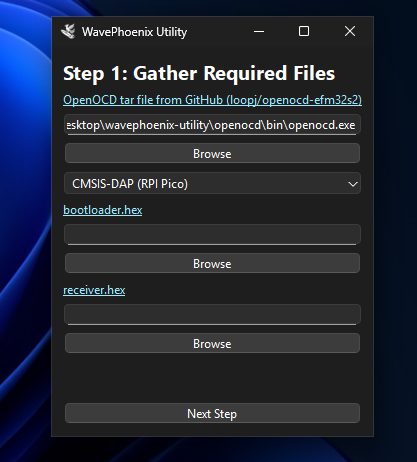 WavePhoenix Utility
Step 1: Gather Required Files
OpenOCD tar file from GitHub (loopj/openocd-efm32s2)
esktop\wavephoenix-utility\openocd\bin\openocd.exe
Browse
CMSIS-DAP (RPI Pico)
bootloader.hex
Browse
receiver.hex
Browse
Next Step